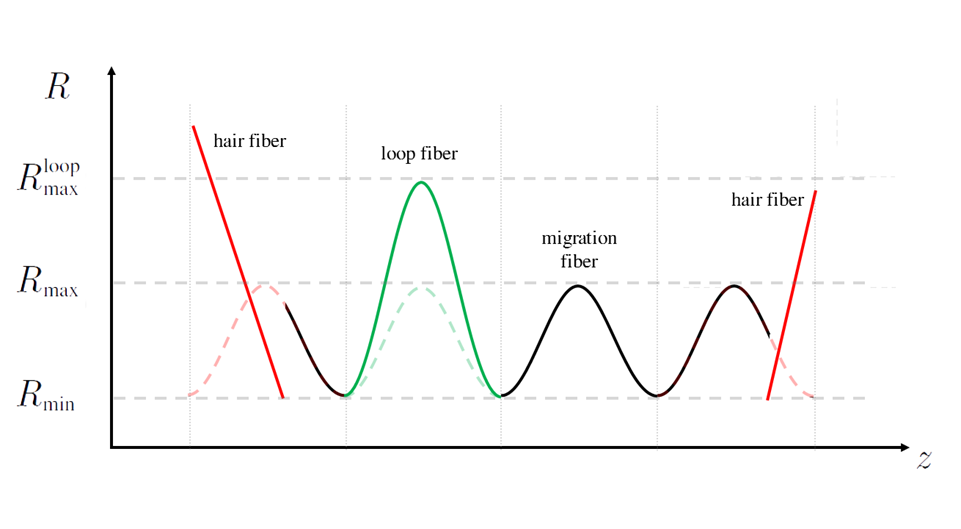 R
hair fiber
loop fiber
R_max^loop
hair fiber
migration
fiber
R_max
R_min
z